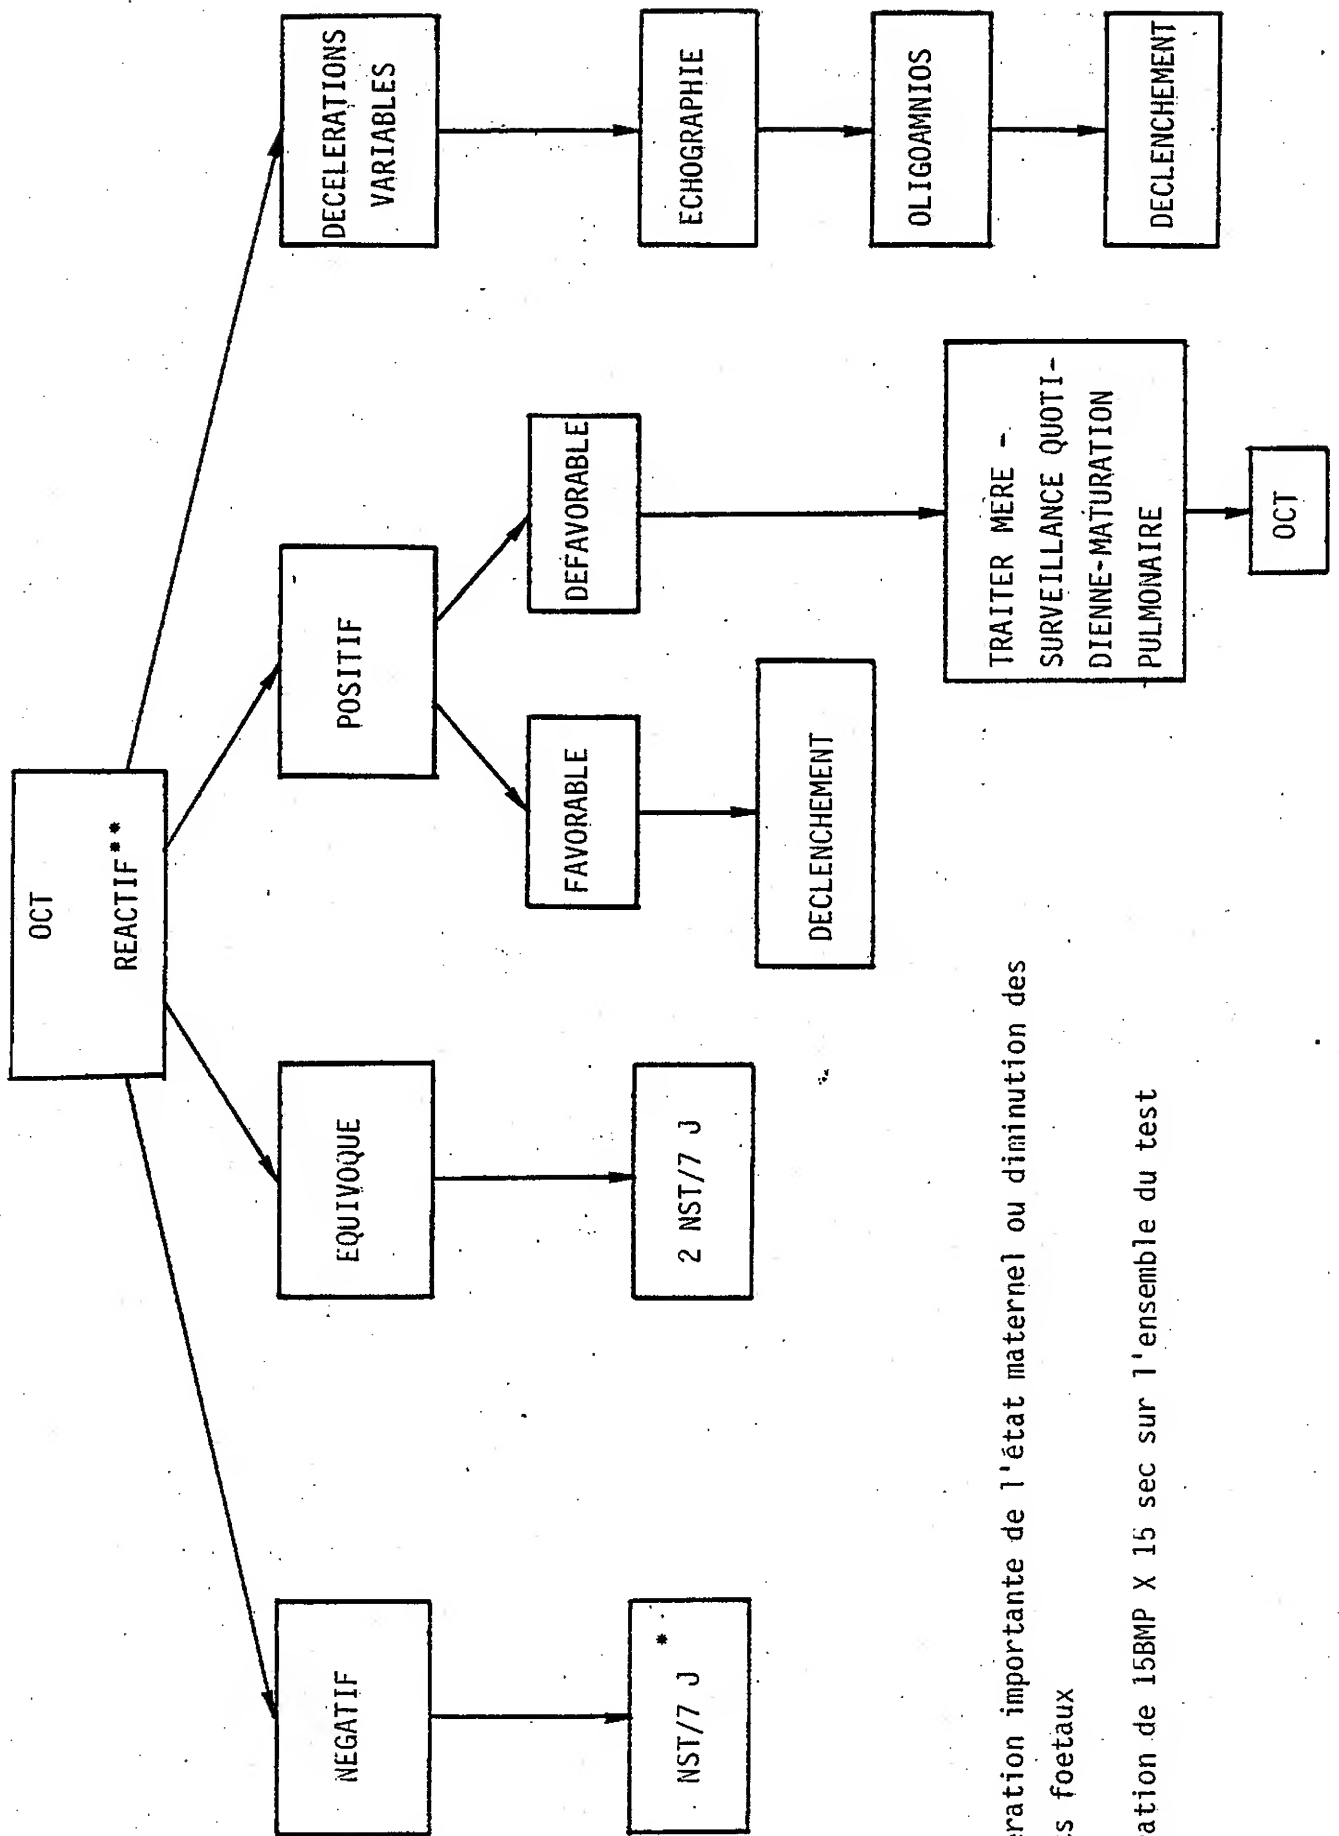 OCT
REACTIF**
NEGATIF
EQUIVOQUE
POSITIF
DECELERATIONS
VARIABLES
NST/7 J *
2 NST/7 J
FAVORABLE
DEFAVORABLE
ECHOGRAPHIE
DECLENCHEMENT
OLIGOAMNIOS
TRAITER MERE -
SURVEILLANCE QUOTI-
DIENNE-MATURATION
PULMONAIRE
DECLENCHEMENT
OCT
eration importante de l'état maternel ou diminution des
s foetaux
ation de 15BMP X 15 sec sur l'ensemble du test